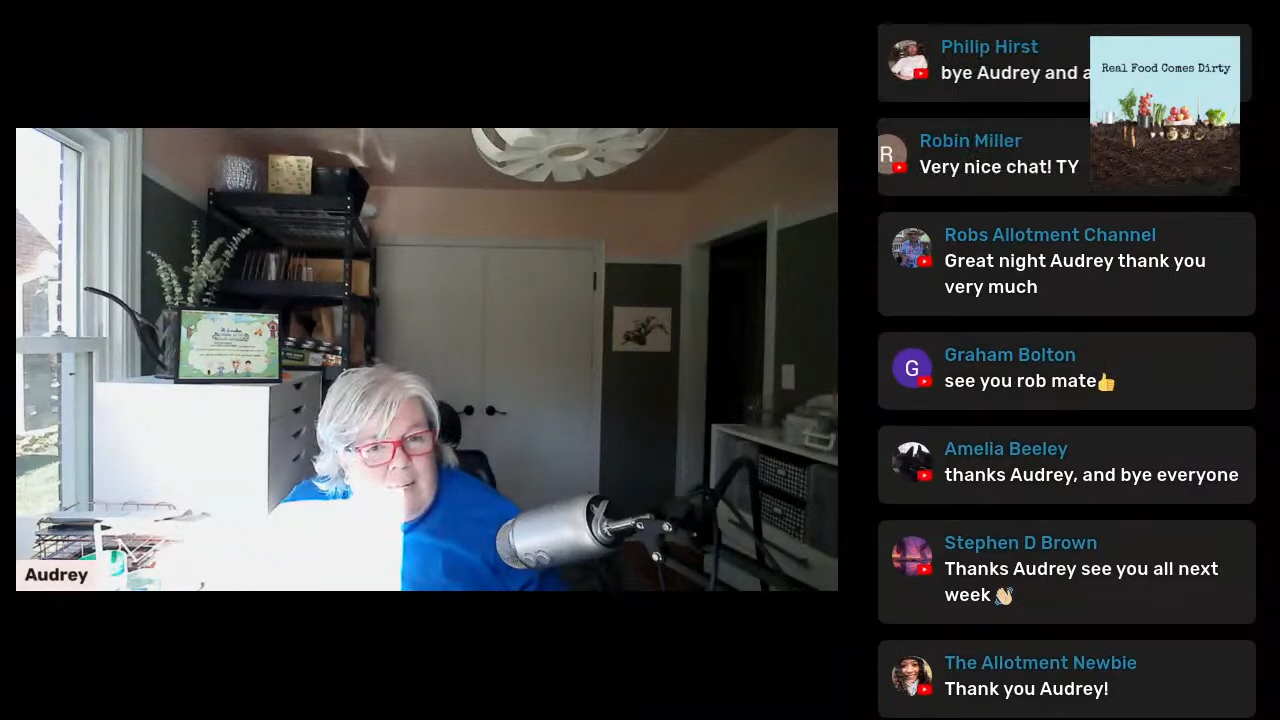 Philip Hirst
bye Audrey and a
Real Food Comes Dirty
Robin Miller
R
Very nice chat! TY
Robs Allotment Channel
Great night Audrey thank you
very much
Graham Bolton
G
see you rob mate👍
Amelia Beeley
thanks Audrey, and bye everyone
Stephen D Brown
Thanks Audrey see you all next
week👋🏼
The Allotment Newbie
Thank you Audrey!
Audrey